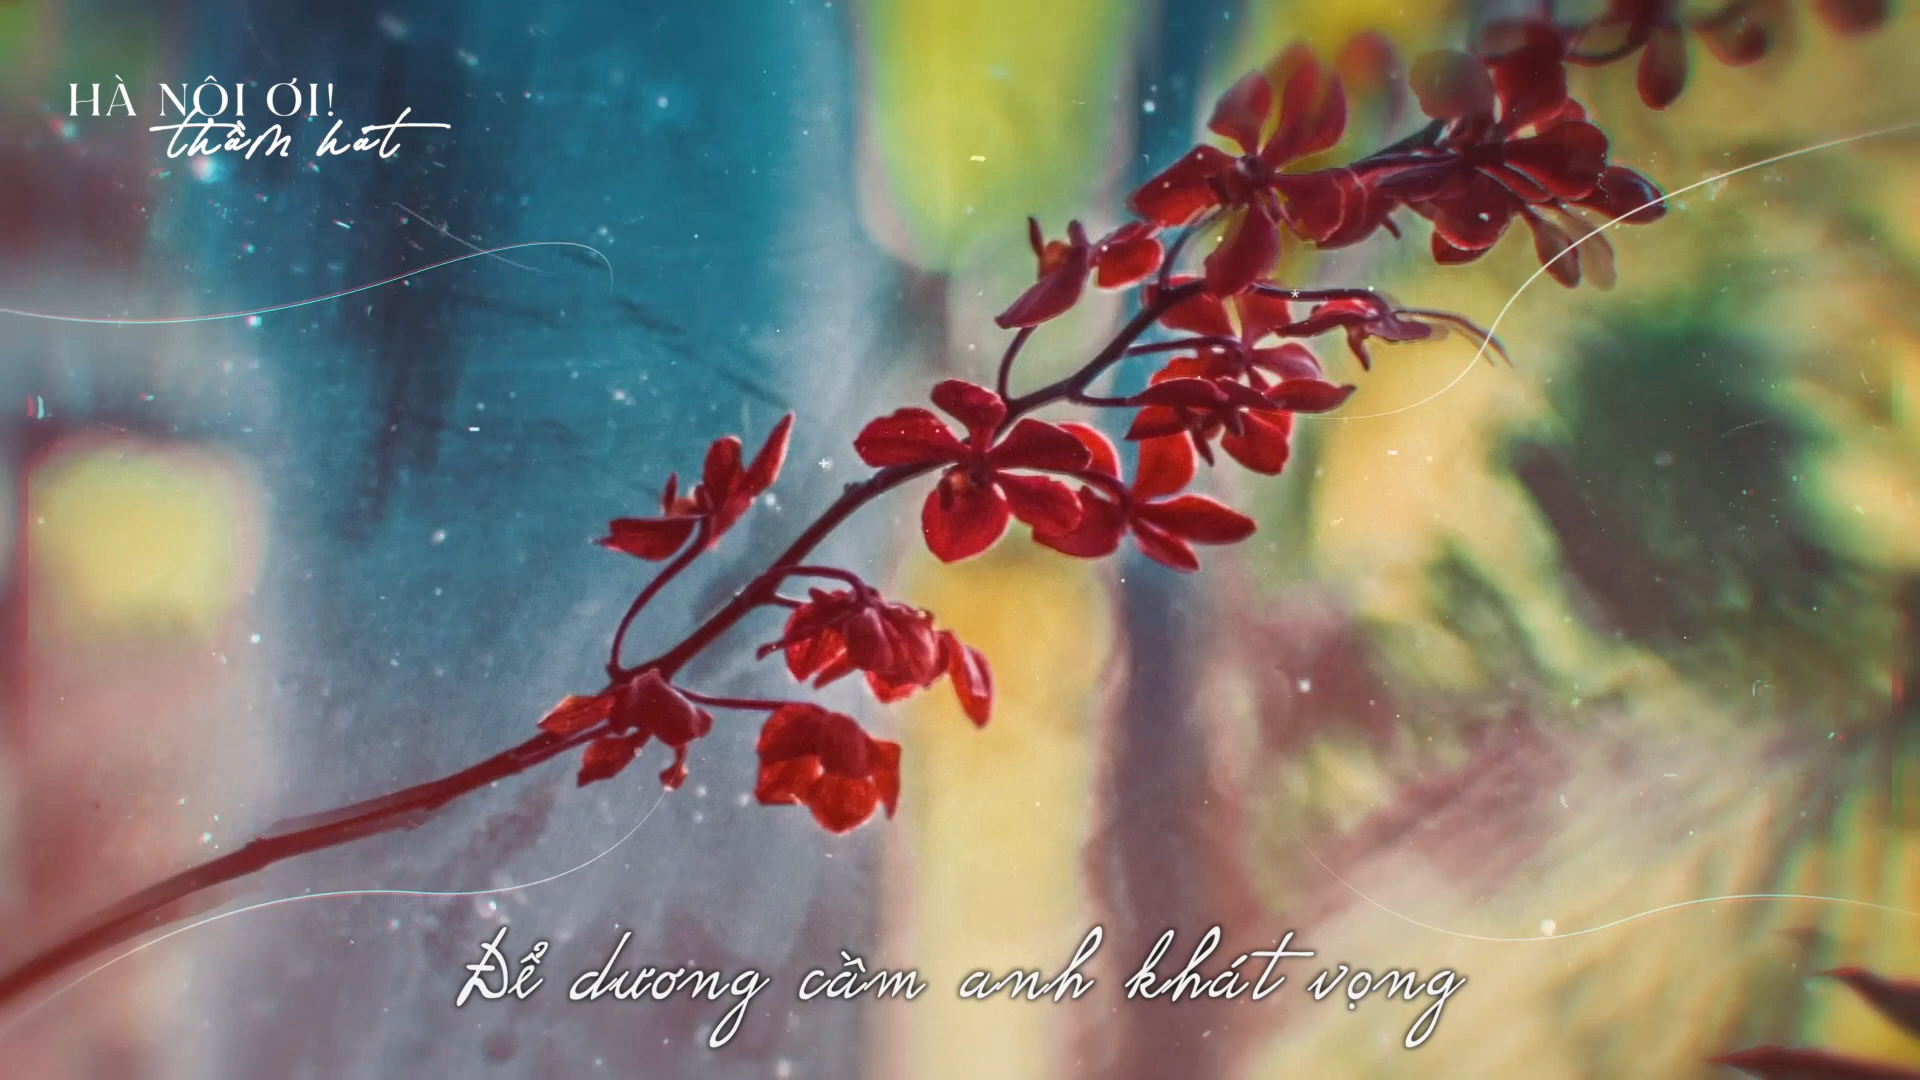 HÀ NỘI ƠI!
thầm hát
Để dương cầm anh khát vọng